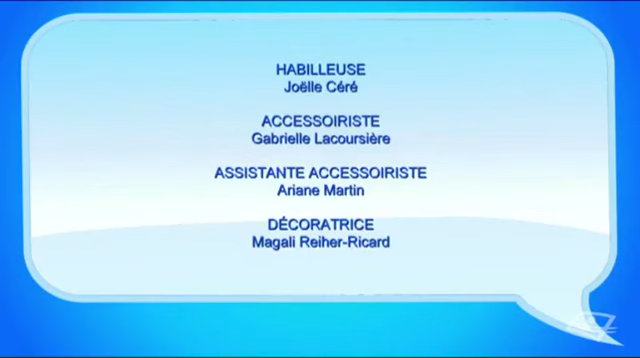 HABILLEUSE
Joëlle Céré
ACCESSOIRISTE
Gabrielle Lacoursière
ASSISTANTE ACCESSOIRISTE
Ariane Martin
DÉCORATRICE
Magali Reiher-Ricard